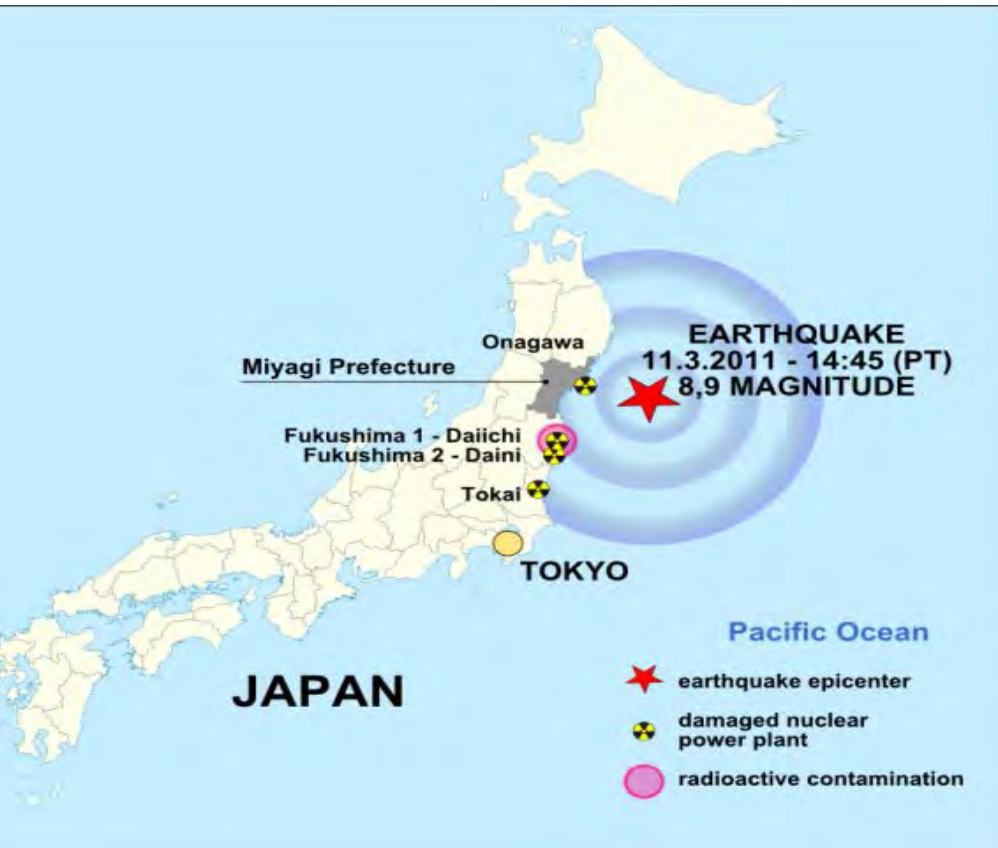 EARTHQUAKE
11.3.2011 - 14:45 (PT)
8,9 MAGNITUDE
Onagawa
Miyagi Prefecture
Fukushima 1 - Daiichi
Fukushima 2 - Daini
Tokai
TOKYO
JAPAN
Pacific Ocean
earthquake epicenter
damaged nuclear
power plant
radioactive contamination